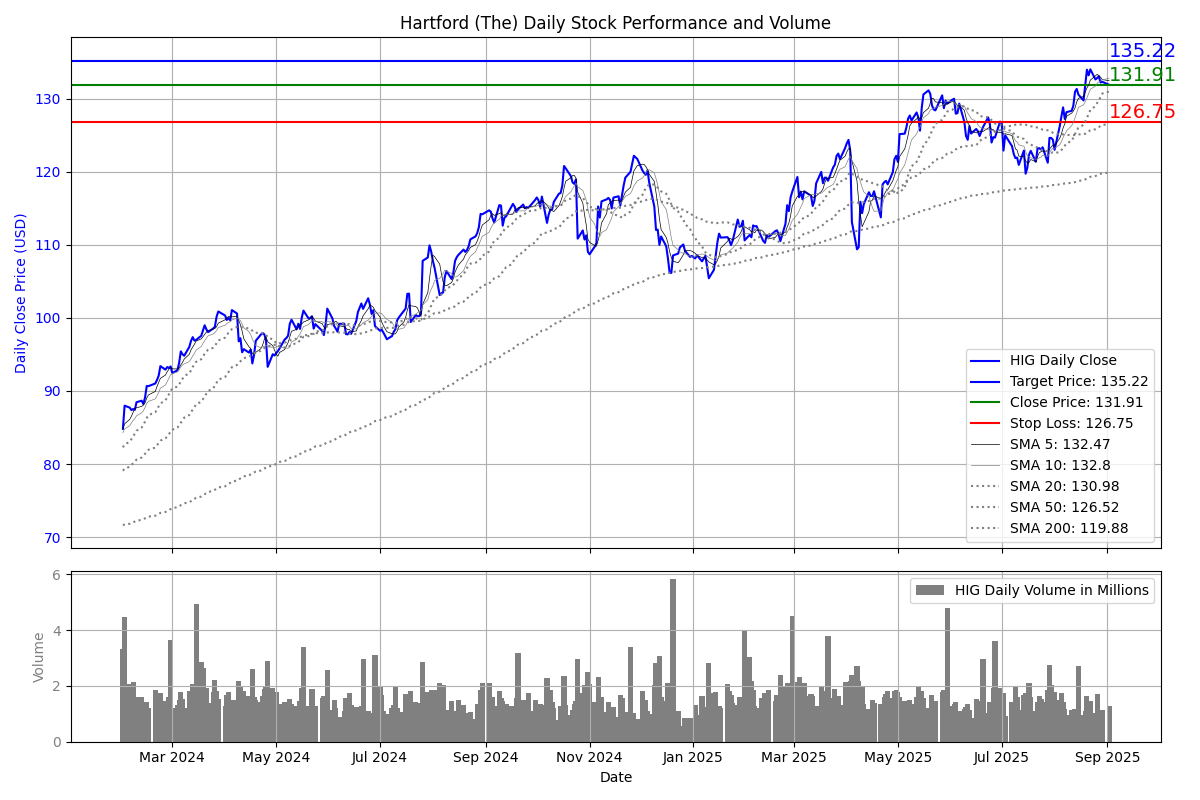 Hartford (The) Daily Stock Performance and Volume
135.22
131.91
126.75
130
120
110
100
90
80
70
Daily Close Price (USD)
HIG Daily Close
Target Price: 135.22
Close Price: 131.91
Stop Loss: 126.75
SMA 5: 132.47
SMA 10: 132.8
SMA 20: 130.98
SMA 50: 126.52
SMA 200: 119.88
6
4
2
0
Volume
HIG Daily Volume in Millions
Mar 2024 May 2024 Jul 2024 Sep 2024 Nov 2024 Jan 2025 Mar 2025 May 2025 Jul 2025 Sep 2025
Date